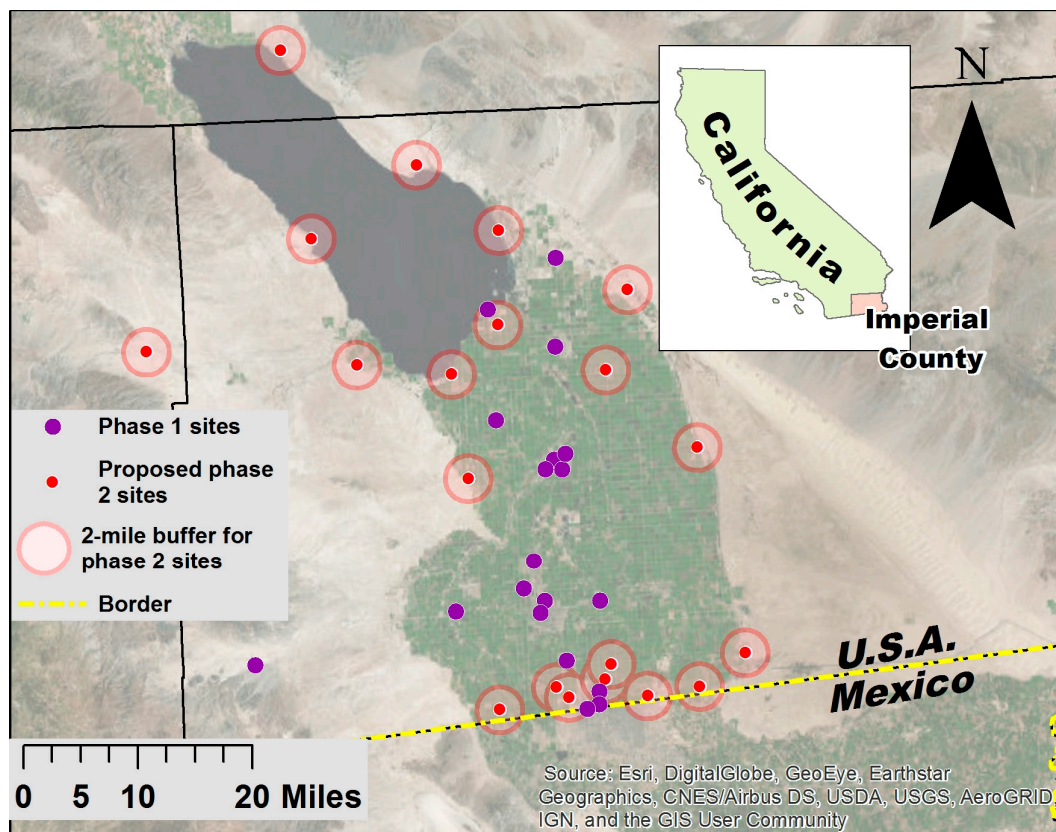 N
California
Imperial
County
Phase 1 sites
Proposed phase
2 sites
2-mile buffer for
phase 2 sites
Border
U.S.A.
Mexico
0 5 10 20 Miles
Source: Esri, DigitalGlobe, GeoEye, Earthstar
Geographics, CNES/Airbus DS, USDA, USGS, AeroGRID,
IGN, and the GIS User Community